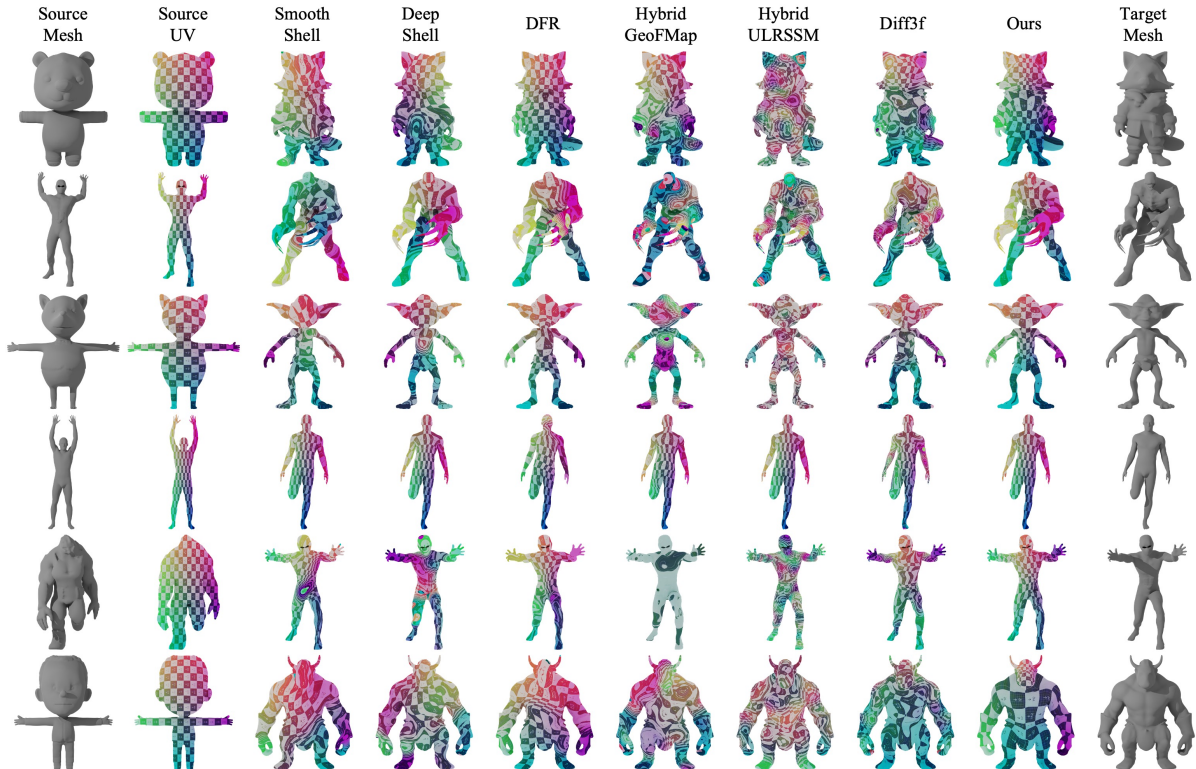 Source Mesh
Source UV
Smooth Shell
Deep Shell
DFR
Hybrid GeoFMap
Hybrid ULRSSM
Diff3f
Ours
Target Mesh